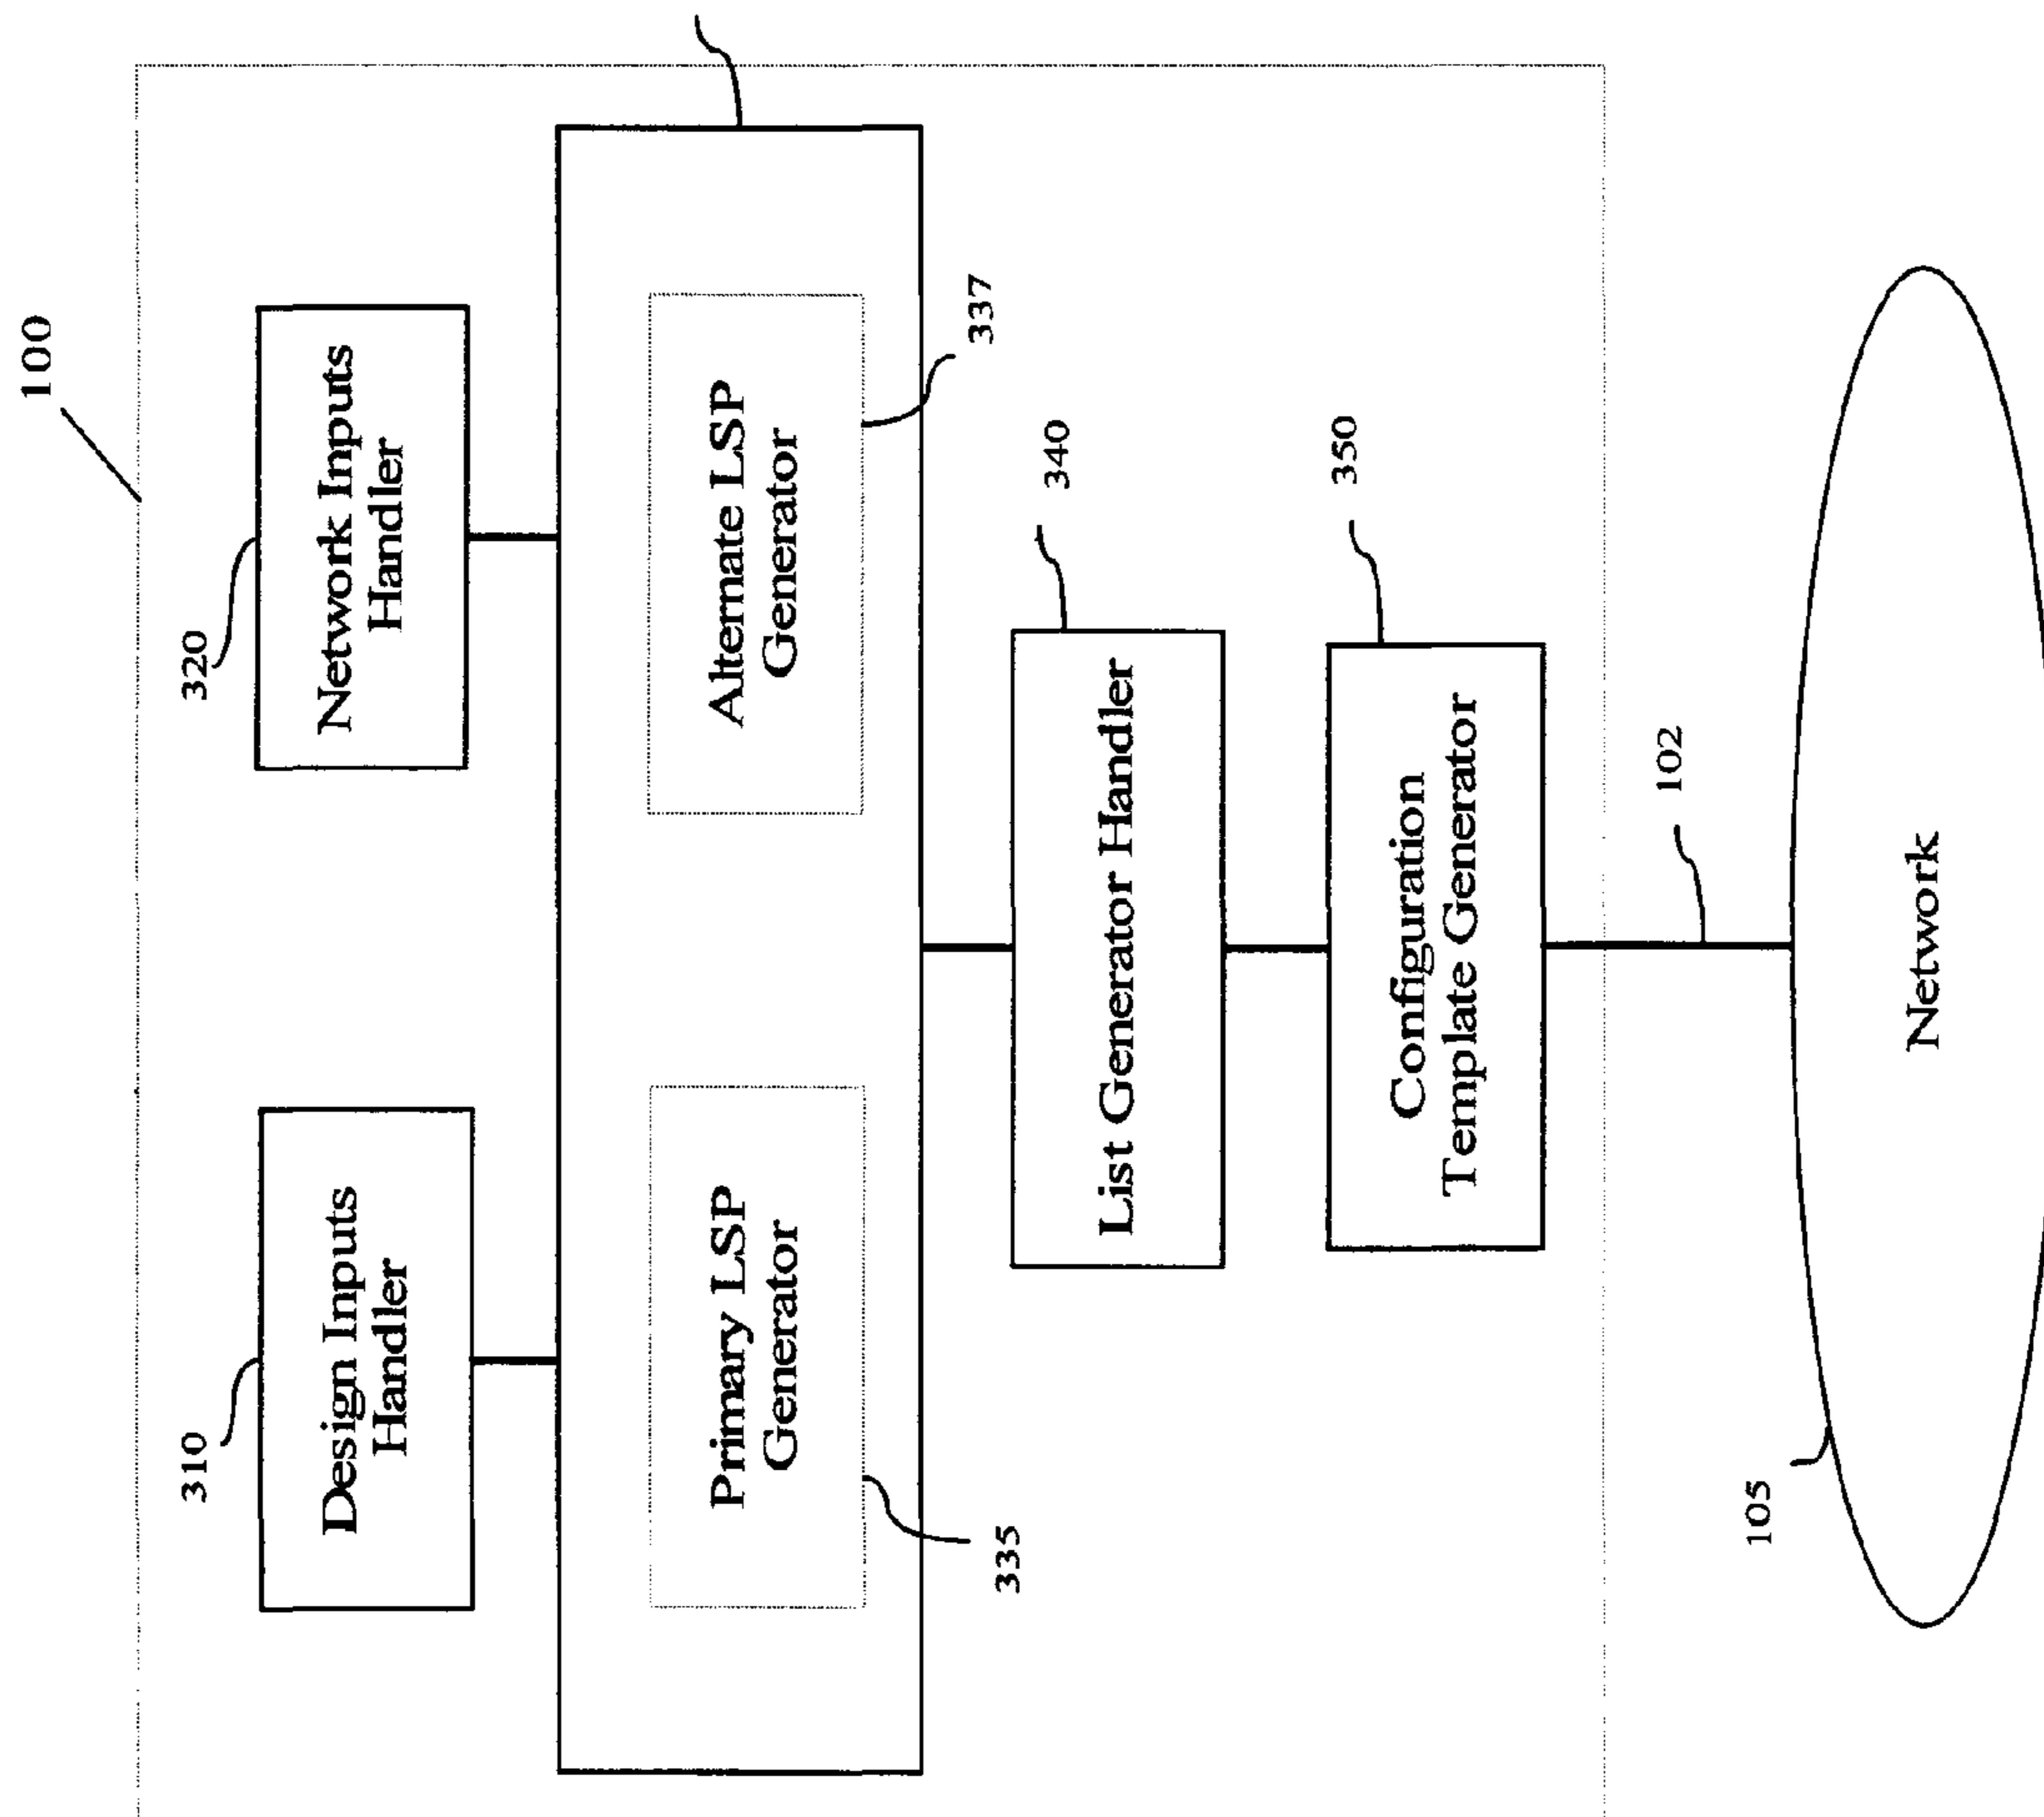 100
310
Design Inputs
Handler
320
Network Inputs
Handler
Primary LSP
Generator
335
Alternate LSP
Generator
337
List Generator Handler
340
Configuration
Template Generator
350
102
105
Network